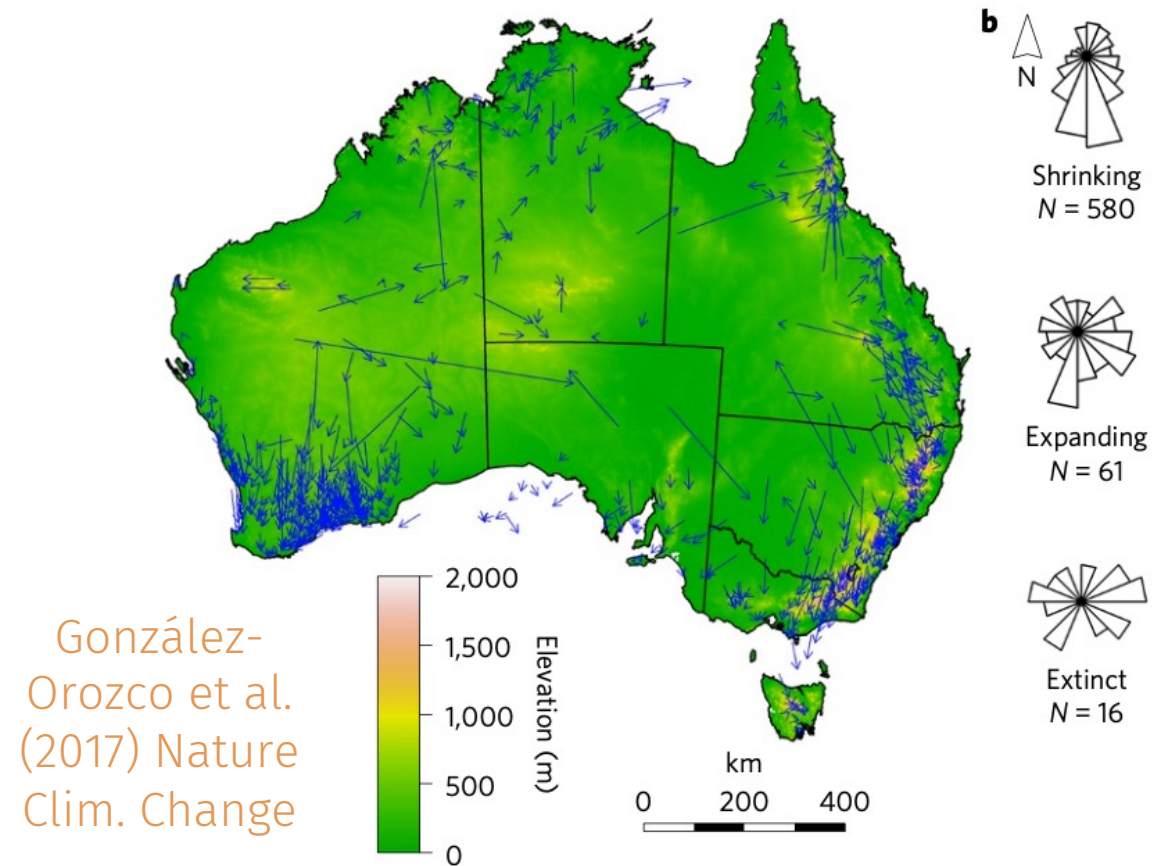 b
N
Shrinking
N = 580
Expanding
N = 61
Extinct
N = 16
2,000
1,500
1,000
500
0
Elevation (m)
km
0 200 400
González-
Orozco et al.
(2017) Nature
Clim. Change